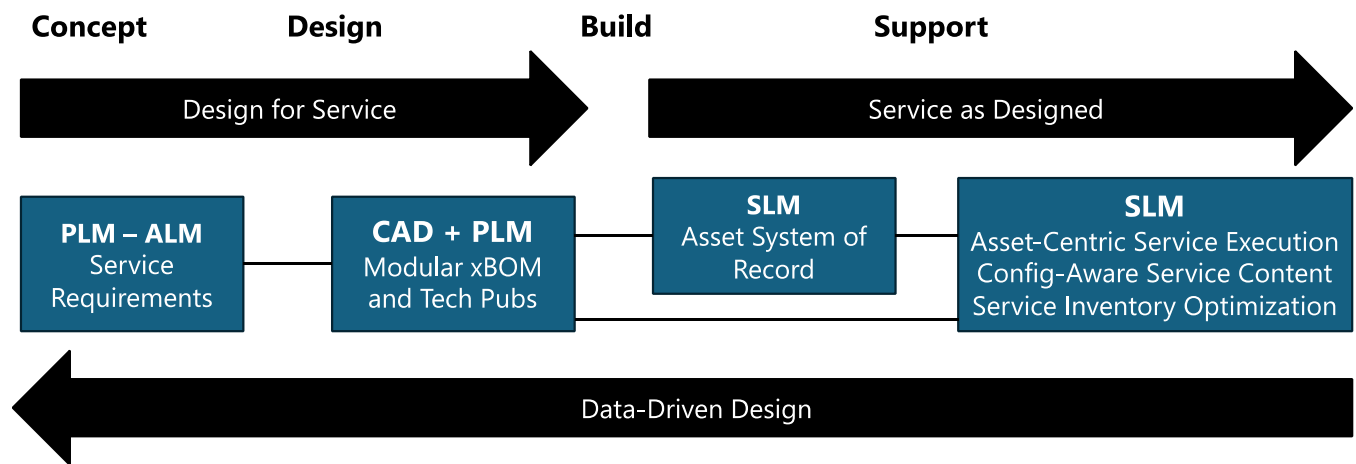 Concept
Design
Build
Support
Design for Service
Service as Designed
PLM – ALM
Service
Requirements
CAD + PLM
Modular xBOM
and Tech Pubs
SLM
Asset System of
Record
SLM
Asset-Centric Service Execution
Config-Aware Service Content
Service Inventory Optimization
Data-Driven Design